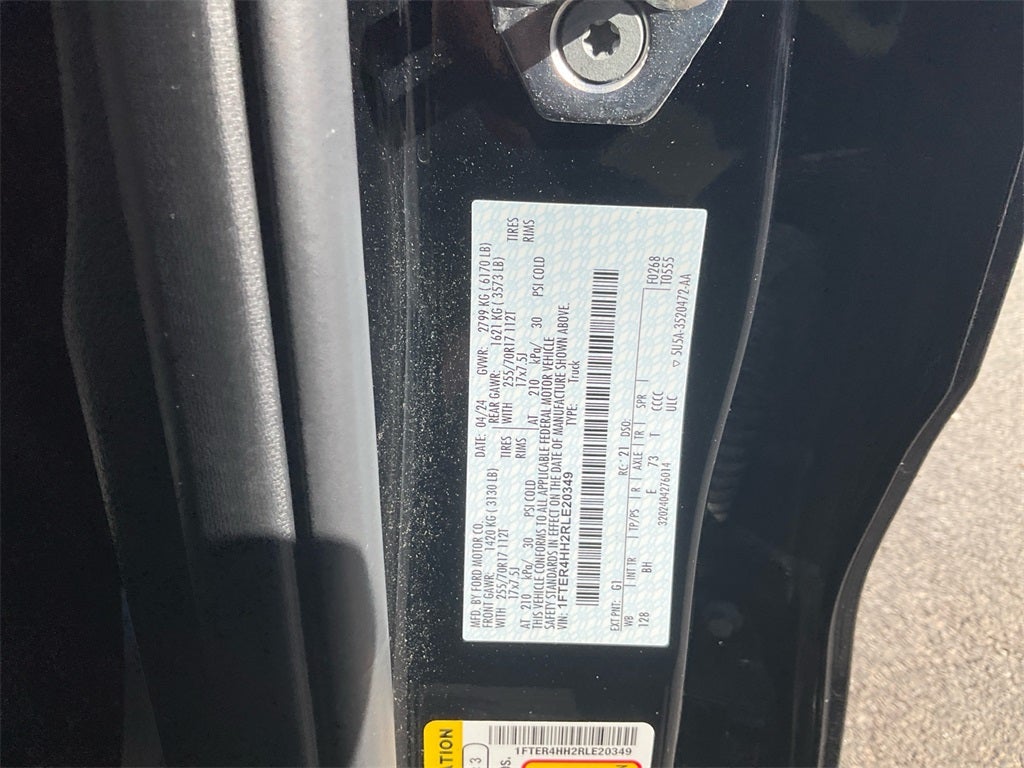 MFD. BY FORD MOTOR CO.
DATE: 04/24 GVWR: 2799 KG ( 6170 LB)
FRONT GAWR: 1420 KG ( 3130 LB) REAR GAWR: 1621 KG ( 3573 LB)
WITH 255/70R17 112T TIRES WITH 255/70R17 112T TIRES
17x7.5J RIMS 17x7.5J RIMS
AT 210 kPa/ 30 PSI COLD AT 210 kPa/ 30 PSI COLD
THIS VEHICLE CONFORMS TO ALL APPLICABLE FEDERAL MOTOR VEHICLE
SAFETY STANDARDS IN EFFECT ON THE DATE OF MANUFACTURE SHOWN ABOVE.
VIN: 1FTER4HH2RLE20349 TYPE: Truck
EXT PNT: G1 RC: 21 DSO: F0268
WB INT TR TP/PS R AXLE TR SPR T0555
128 BH E 73 T CCCC
3202404276014 ULC ▽ 5U5A-3520472-AA
1FTER4HH2RLE20349